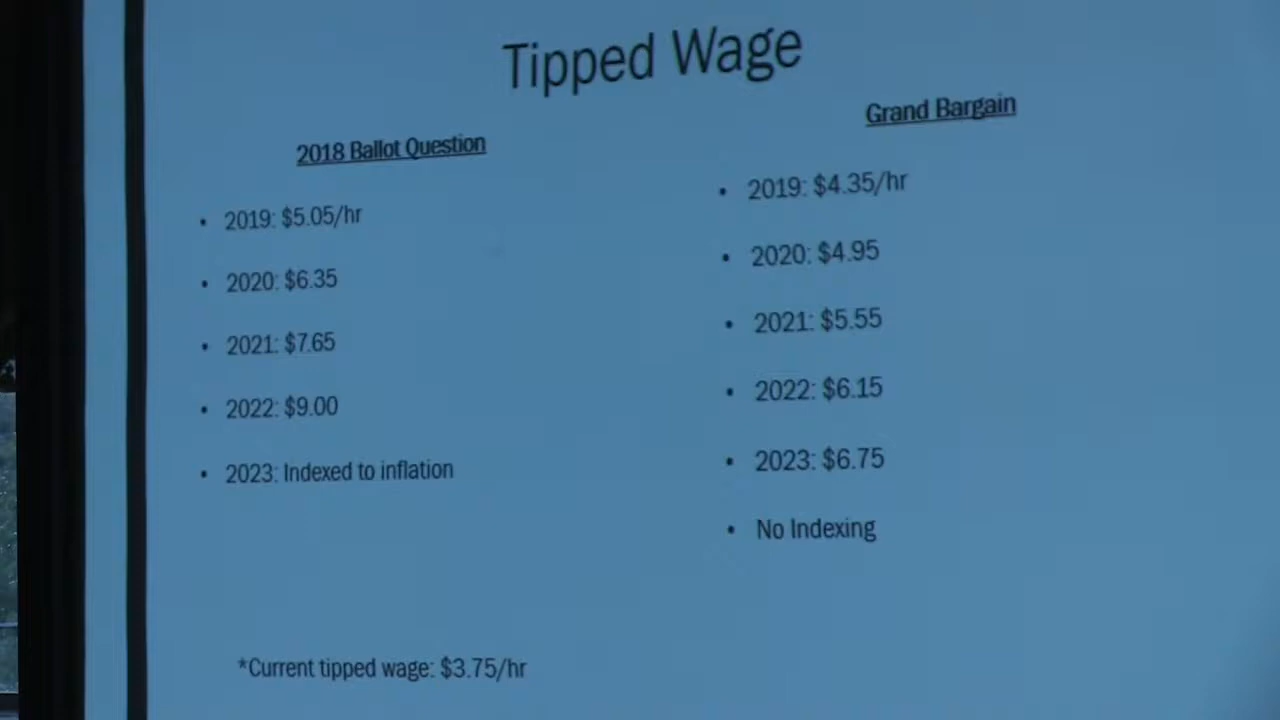 Tipped Wage
2018 Ballot Question
• 2019: $5.05/hr
• 2020: $6.35
• 2021: $7.65
• 2022: $9.00
• 2023: Indexed to inflation
*Current tipped wage: $3.75/hr
Grand Bargain
• 2019: $4.35/hr
• 2020: $4.95
• 2021: $5.55
• 2022: $6.15
• 2023: $6.75
• No Indexing